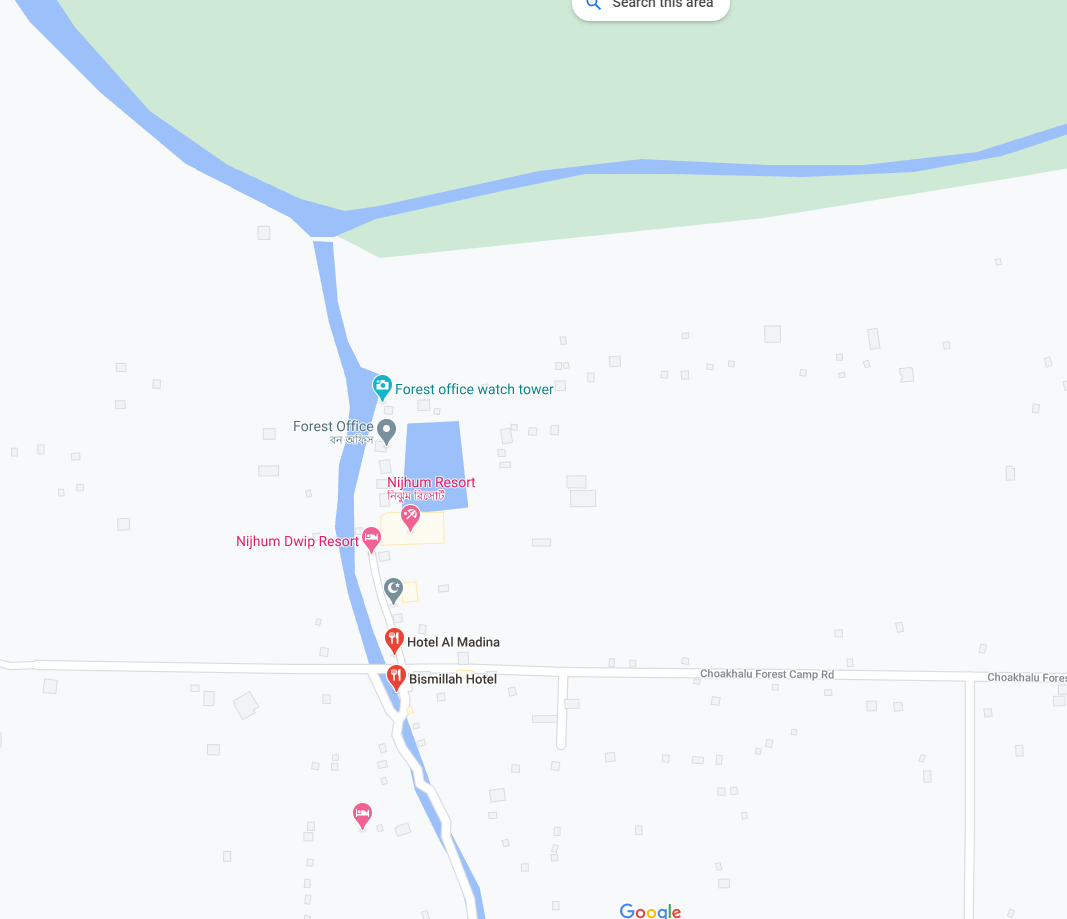 Search this area
Forest office watch tower
Forest Office
বন অফিস
Nijhum Resort
নিঝুম রিসোর্ট
Nijhum Dwip Resort
Hotel Al Madina
Choakhalu Forest Camp Rd
Choakhalu Fores
Bismillah Hotel
Google